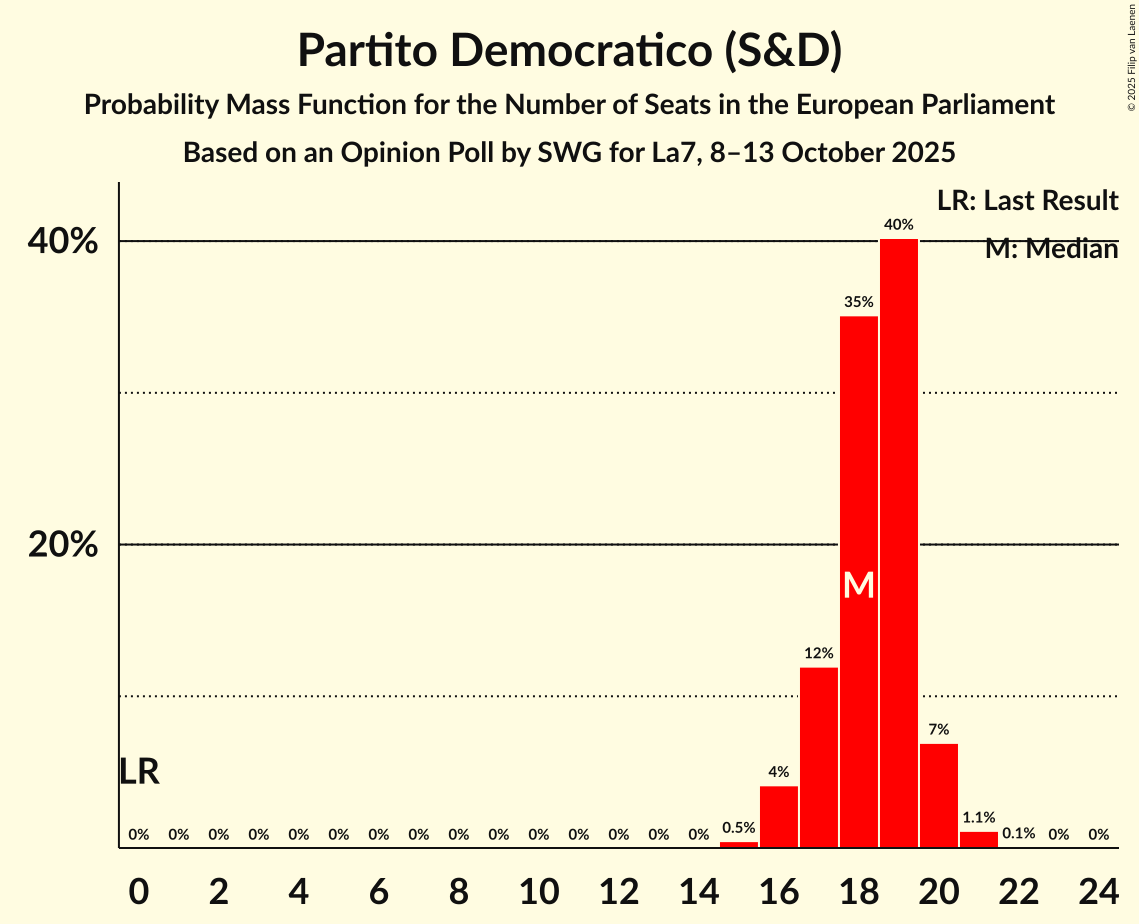 Partito Democratico (S&D)
Probability Mass Function for the Number of Seats in the European Parliament
Based on an Opinion Poll by SWG for La7, 8–13 October 2025
© 2025 Filip van Laenen
LR: Last Result
M: Median
40%
20%
40%
35%
M
12%
7%
4%
LR
0% 0% 0% 0% 0% 0% 0% 0% 0% 0% 0% 0% 0% 0% 0% 0.5% 1.1% 0.1% 0% 0%
0 2 4 6 8 10 12 14 16 18 20 22 24